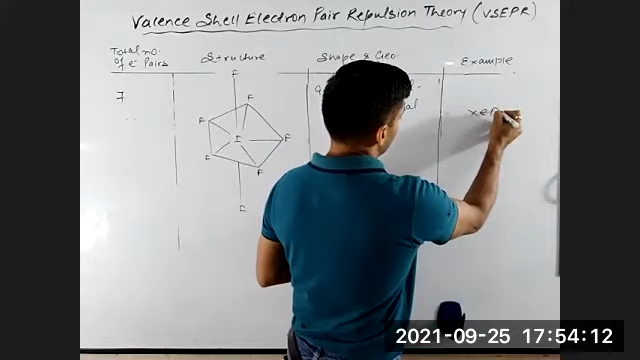 Valence Shell Electron Pair Repulsion Theory (VSEPR)
Total no. of e⁻ Pairs
Structure
Shape & Geo.
Example
7
F
F
F
F
F
F
I
XeF
2021-09-25 17:54:12